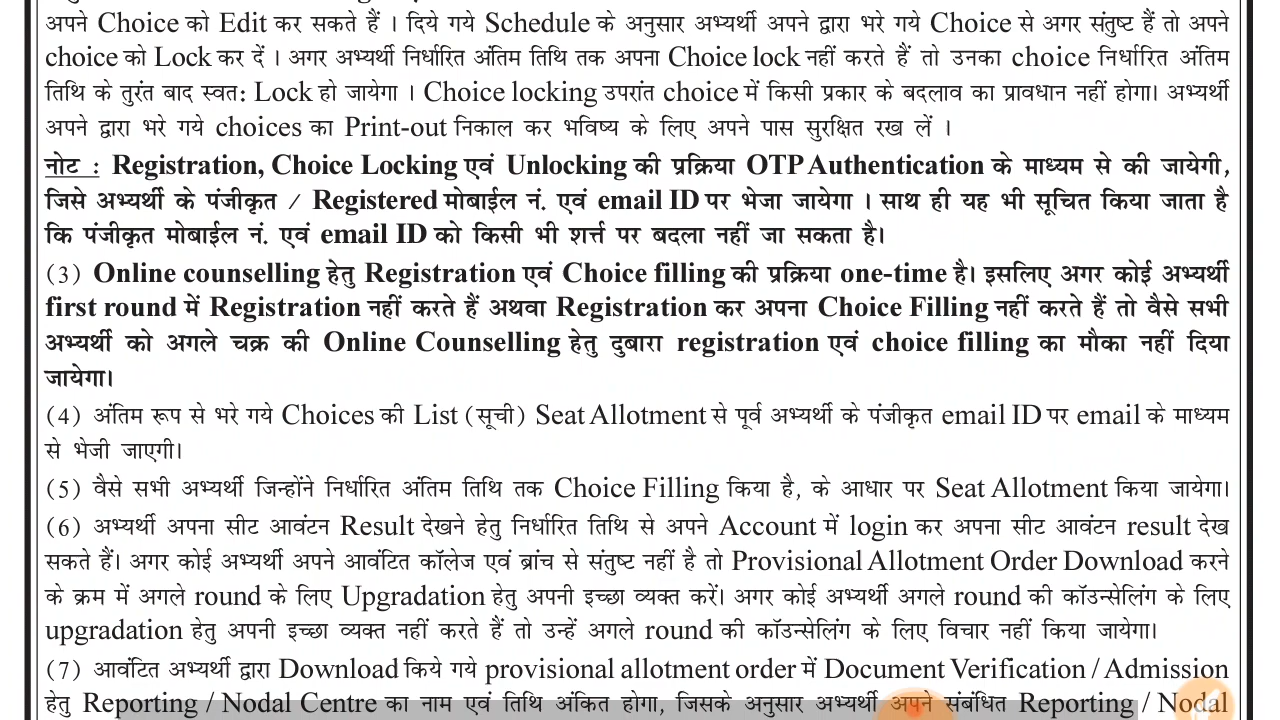 अपने Choice को Edit कर सकते हैं । दिये गये Schedule के अनुसार अभ्यर्थी अपने द्वारा भरे गये Choice से अगर संतुष्ट हैं तो अपने
choice को Lock कर दें । अगर अभ्यर्थी निर्धारित अंतिम तिथि तक अपना Choice lock नहीं करते हैं तो उनका choice निर्धारित अंतिम
तिथि के तुरंत बाद स्वत: Lock हो जायेगा । Choice locking उपरांत choice में किसी प्रकार के बदलाव का प्रावधान नहीं होगा। अभ्यर्थी
अपने द्वारा भरे गये choices का Print-out निकाल कर भविष्य के लिए अपने पास सुरक्षित रख लें ।
नोट : Registration, Choice Locking एवं Unlocking की प्रक्रिया OTP Authentication के माध्यम से की जायेगी,
जिसे अभ्यर्थी के पंजीकृत / Registered मोबाईल नं. एवं email ID पर भेजा जायेगा । साथ ही यह भी सूचित किया जाता है
कि पंजीकृत मोबाईल नं. एवं email ID को किसी भी शर्त्त पर बदला नहीं जा सकता है।
(3) Online counselling हेतु Registration एवं Choice filling की प्रक्रिया one-time है। इसलिए अगर कोई अभ्यर्थी
first round में Registration नहीं करते हैं अथवा Registration कर अपना Choice Filling नहीं करते हैं तो वैसे सभी
अभ्यर्थी को अगले चक्र की Online Counselling हेतु दुबारा registration एवं choice filling का मौका नहीं दिया
जायेगा।
(4) अंतिम रूप से भरे गये Choices की List (सूची) Seat Allotment से पूर्व अभ्यर्थी के पंजीकृत email ID पर email के माध्यम
से भेजी जाएगी।
(5) वैसे सभी अभ्यर्थी जिन्होंने निर्धारित अंतिम तिथि तक Choice Filling किया है, के आधार पर Seat Allotment किया जायेगा।
(6) अभ्यर्थी अपना सीट आवंटन Result देखने हेतु निर्धारित तिथि से अपने Account में login कर अपना सीट आवंटन result देख
सकते हैं। अगर कोई अभ्यर्थी अपने आवंटित कॉलेज एवं ब्रांच से संतुष्ट नहीं है तो Provisional Allotment Order Download करने
के क्रम में अगले round के लिए Upgradation हेतु अपनी इच्छा व्यक्त करें। अगर कोई अभ्यर्थी अगले round की कॉउन्सेलिंग के लिए
upgradation हेतु अपनी इच्छा व्यक्त नहीं करते हैं तो उन्हें अगले round की कॉउन्सेलिंग के लिए विचार नहीं किया जायेगा।
(7) आवंटित अभ्यर्थी द्वारा Download किये गये provisional allotment order में Document Verification / Admission
हेतु Reporting / Nodal Centre का नाम एवं तिथि अंकित होगा, जिसके अनुसार अभ्यर्थी अपने संबंधित Reporting / Nodal